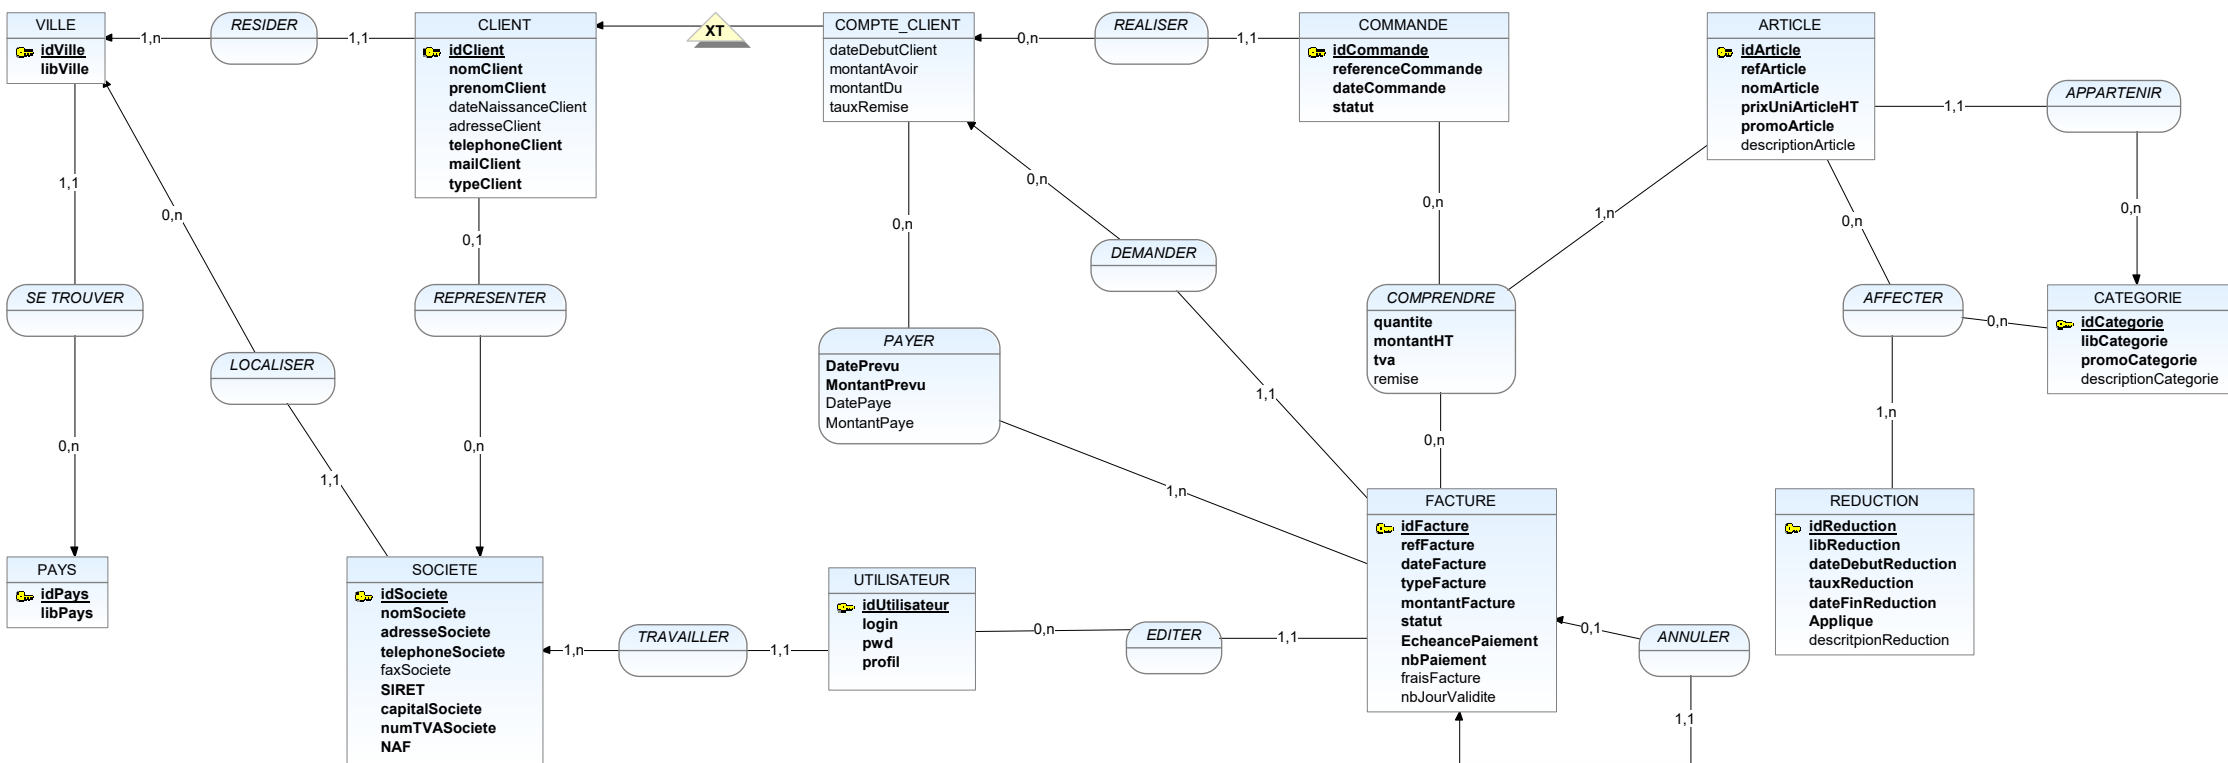 VILLE
idVille
libVille
1,n
RESIDER
1,1
CLIENT
idClient
nomClient
prenomClient
dateNaissanceClient
adresseClient
telephoneClient
mailClient
typeClient
XT
COMPTE_CLIENT
dateDebutClient
montantAvoir
montantDu
tauxRemise
0,n
REALISER
1,1
COMMANDE
idCommande
referenceCommande
dateCommande
statut
ARTICLE
idArticle
refArticle
nomArticle
prixUniArticleHT
promoArticle
descriptionArticle
1,1
APPARTENIR
0,n
1,1
0,n
0,1
0,n
0,n
0,n
1,n
0,n
SE TROUVER
LOCALISER
REPRESENTER
DEMANDER
COMPRENDRE
quantite
montantHT
tva
remise
AFFECTER
0,n
CATEGORIE
idCategorie
libCategorie
promoCategorie
descriptionCategorie
PAYER
DatePrevu
MontantPrevu
DatePaye
MontantPaye
0,n
1,1
0,n
1,n
1,1
0,n
1,n
PAYS
idPays
libPays
SOCIETE
idSociete
nomSociete
adresseSociete
telephoneSociete
faxSociete
SIRET
capitalSociete
numTVASociete
NAF
1,n
TRAVAILLER
1,1
UTILISATEUR
idUtilisateur
login
pwd
profil
0,n
EDITER
1,1
FACTURE
idFacture
refFacture
dateFacture
typeFacture
montantFacture
statut
EcheancePaiement
nbPaiement
fraisFacture
nbJourValidite
0,1
ANNULER
1,1
REDUCTION
idReduction
libReduction
dateDebutReduction
tauxReduction
dateFinReduction
Applique
descritpionReduction